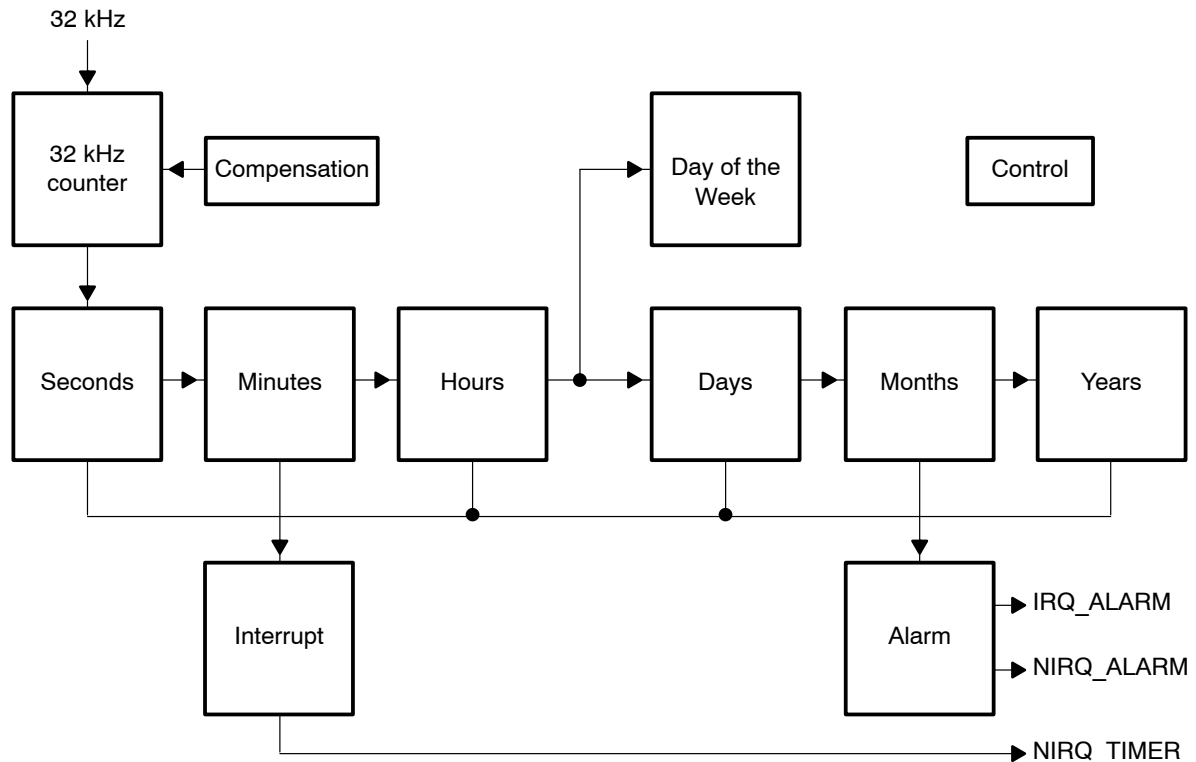 32 kHz
32 kHz
counter
Compensation
Day of the
Week
Control
Seconds
Minutes
Hours
Days
Months
Years
Interrupt
Alarm
IRQ_ALARM
NIRQ_ALARM
NIRQ_TIMER